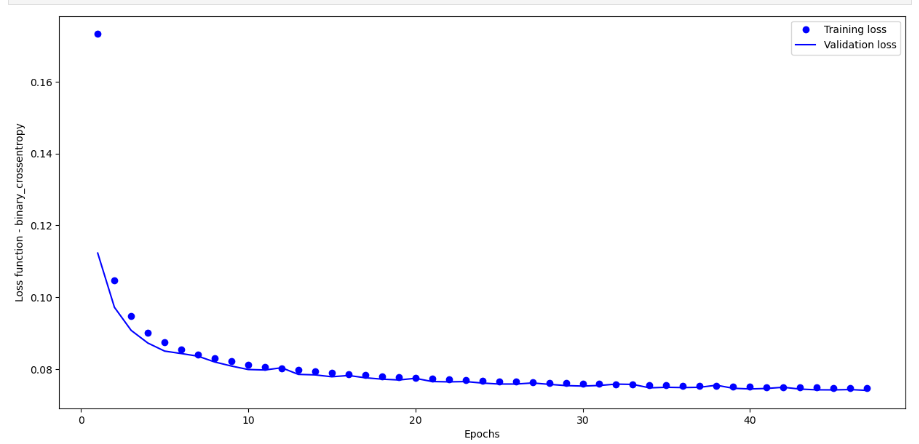 Training loss
Validation loss
0.16
0.14
0.12
0.10
0.08
Loss function - binary_crossentropy
0 10 20 30 40
Epochs